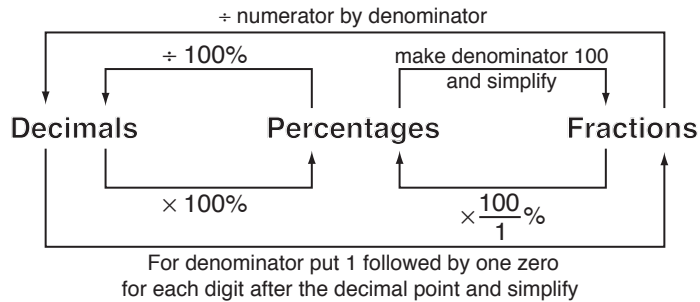 ÷ numerator by denominator
÷ 100%
make denominator 100
and simplify
Decimals
Percentages
Fractions
× 100%
× 100/1 %
For denominator put 1 followed by one zero
for each digit after the decimal point and simplify